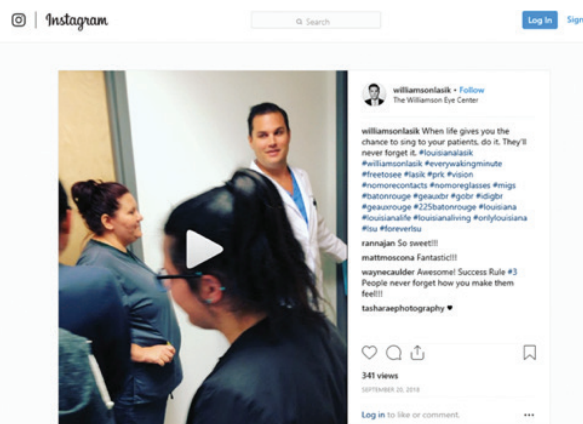 Instagram
Search
Log In
Sign
williamsonlasik • Follow
The Williamson Eye Center
williamsonlasik When life gives you the
chance to sing to your patients, do it. They'll
never forget it. #louisianalasik
#williamsonlasik #everywakingminute
#freetosee #lasik #prk #vision
#nomorecontacts #nomoreglasses #migs
#batonrouge #geauxbr #gobr #idigbr
#geauxrouge #225batonrouge #louisiana
#louisianalife #louisianaliving #onlylouisiana
#lsu #foreverlsu
rannajan So sweet!!!
mattmoscona Fantastic!!!
waynecaulder Awesome! Success Rule #3
People never forget how you make them
feel!!!
tasharaephotography ♥
341 views
SEPTEMBER 20, 2018
Log in to like or comment.